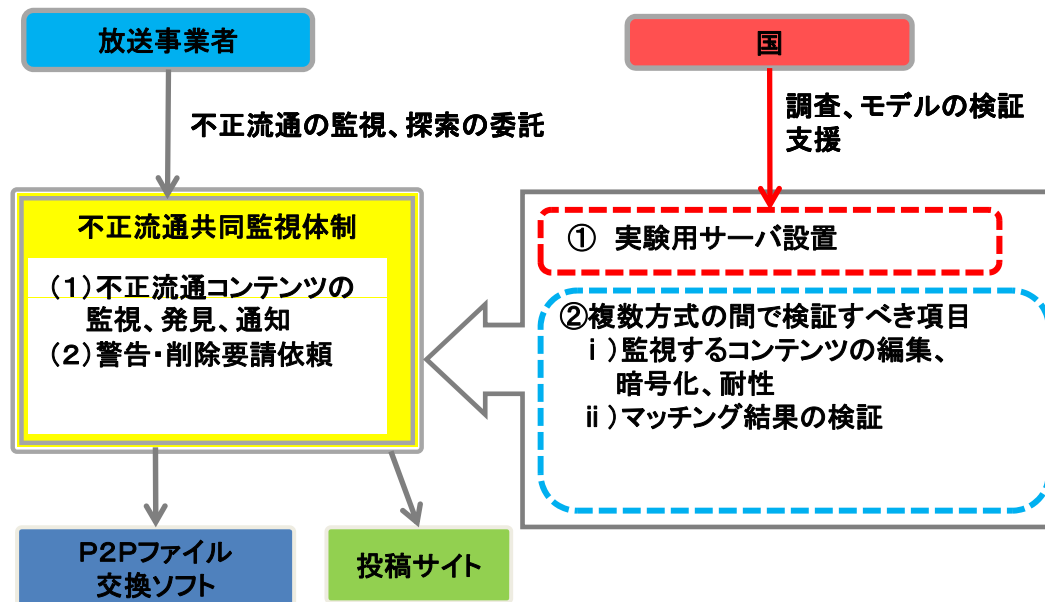 放送事業者
国
不正流通の監視、探索の委託
調査、モデルの検証
支援
不正流通共同監視体制
(1)不正流通コンテンツの
監視、発見、通知
(2)警告・削除要請依頼
① 実験用サーバ設置
②複数方式の間で検証すべき項目
ⅰ)監視するコンテンツの編集、
暗号化、耐性
ⅱ)マッチング結果の検証
P2Pファイル
交換ソフト
投稿サイト